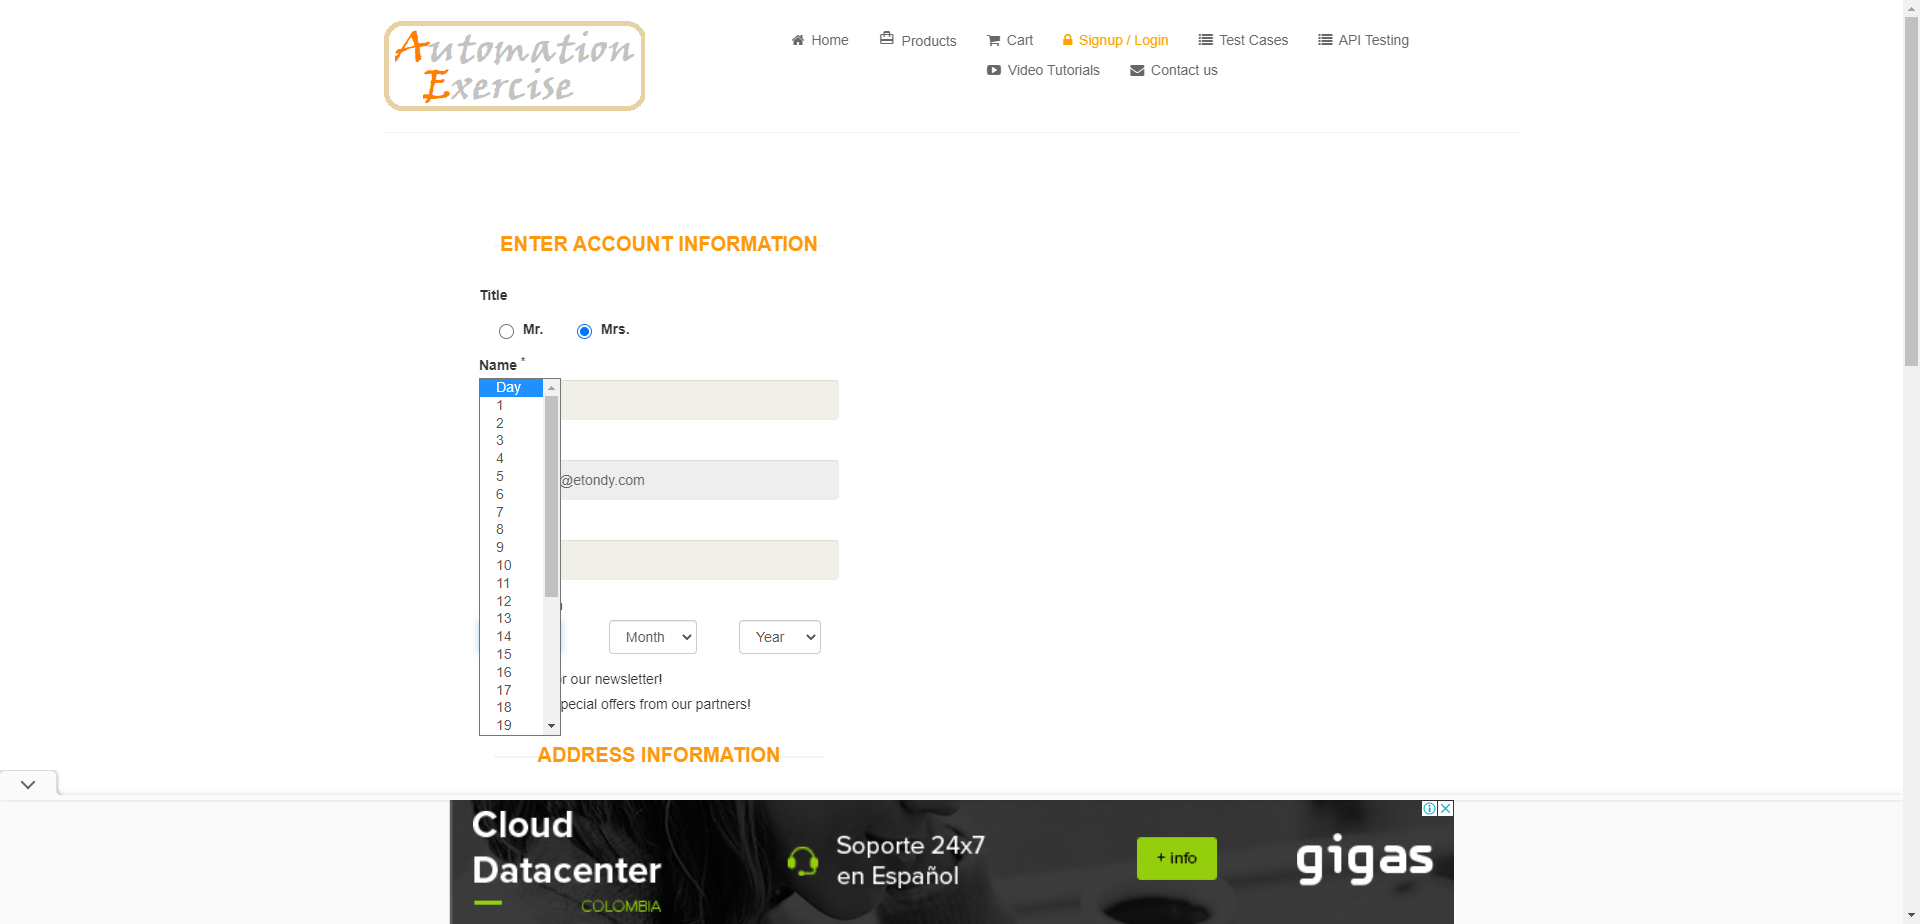 Automation
Exercise
Home
Products
Cart
Signup / Login
Test Cases
API Testing
Video Tutorials
Contact us
ENTER ACCOUNT INFORMATION
Title
Mr.
Mrs.
Name *
Day
1
2
3
4
5
6
7
8
9
10
11
12
13
14
15
16
17
18
19
@etondy.com
Month
Year
our newsletter!
pecial offers from our partners!
ADDRESS INFORMATION
Cloud
Datacenter
COLOMBIA
Soporte 24x7
en Español
+ info
gigas